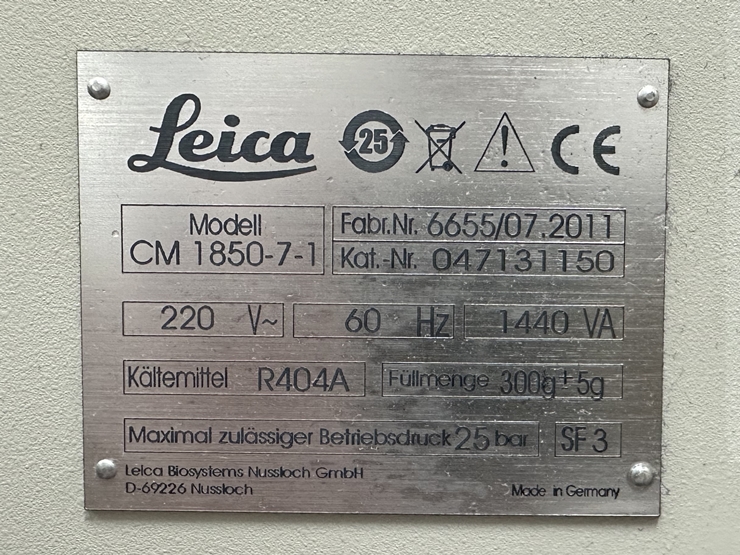 Leica 25 CE
Modell
CM 1850-7-1
Fabr.Nr. 6655/07.2011
Kat.-Nr. 047131150
220 V~ 60 Hz 1440 VA
Kältemittel R404A Füllmenge 300g±5g
Maximal zulässiger Betriebsdruck 25 bar SF 3
Leica Biosystems Nussloch GmbH
D-69226 Nussloch
Made in Germany